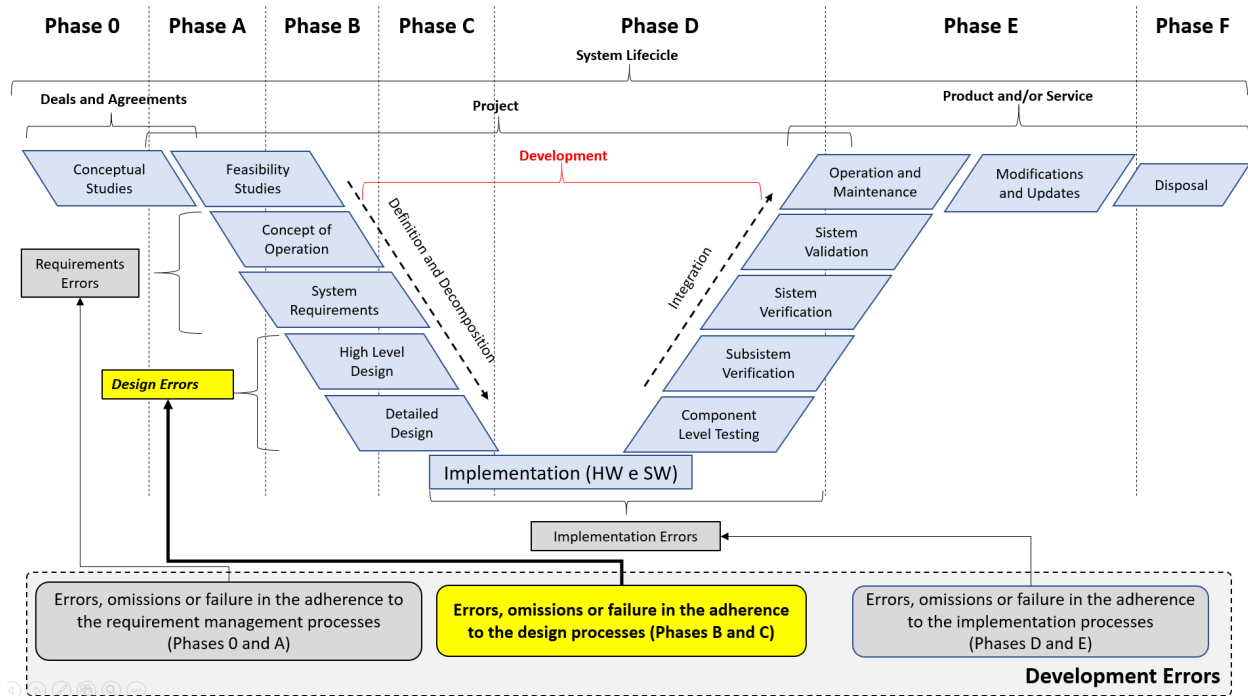 Phase 0
Phase A
Phase B
Phase C
Phase D
Phase E
Phase F
System Lifecicle
Deals and Agreements
Project
Product and/or Service
Development
Conceptual
Studies
Feasibility
Studies
Operation and
Maintenance
Modifications
and Updates
Disposal
Definition and Decomposition
Integration
Concept of
Operation
Sistem
Validation
Requirements
Errors
System
Requirements
Sistem
Verification
High Level
Design
Subsistem
Verification
Design Errors
Detailed
Design
Component
Level Testing
Implementation (HW e SW)
Implementation Errors
Errors, omissions or failure in the adherence to
the requirement management processes
(Phases 0 and A)
Errors, omissions or failure in the adherence
to the design processes (Phases B and C)
Errors, omissions or failure in the adherence
to the implementation processes
(Phases D and E)
Development Errors